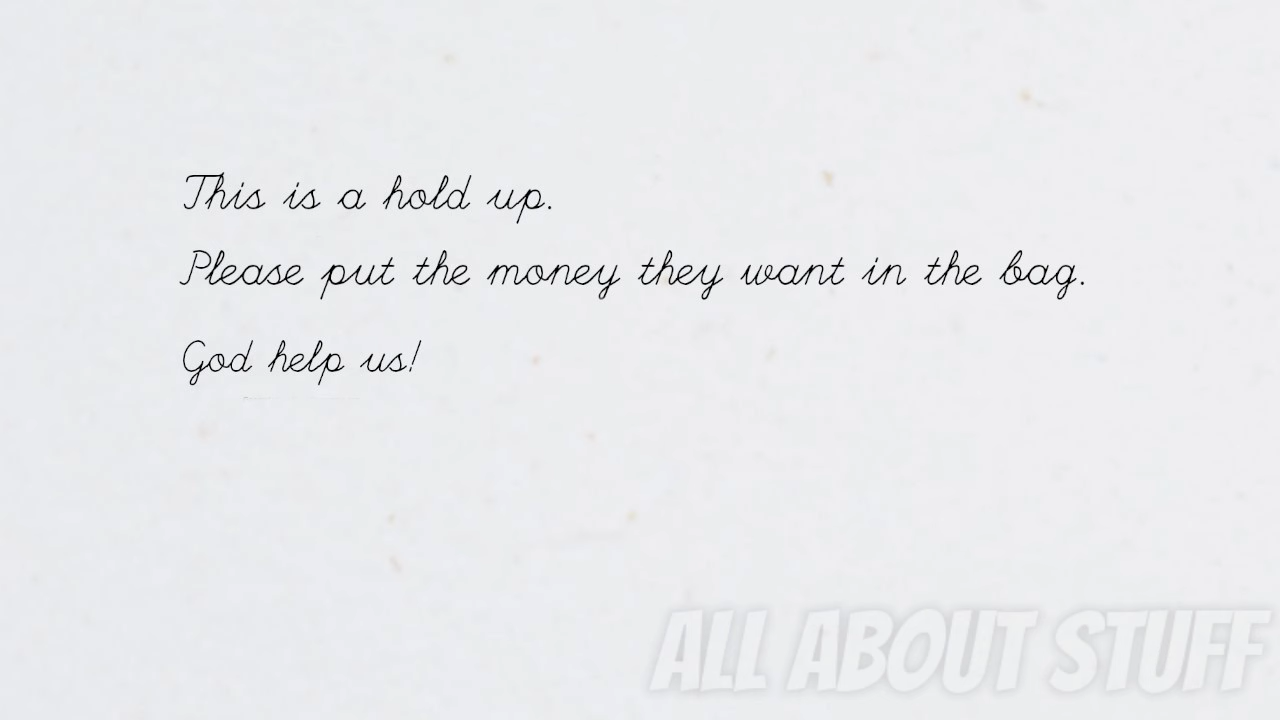 This is a hold up.
Please put the money they want in the bag.
God help us!
ALL ABOUT STUFF